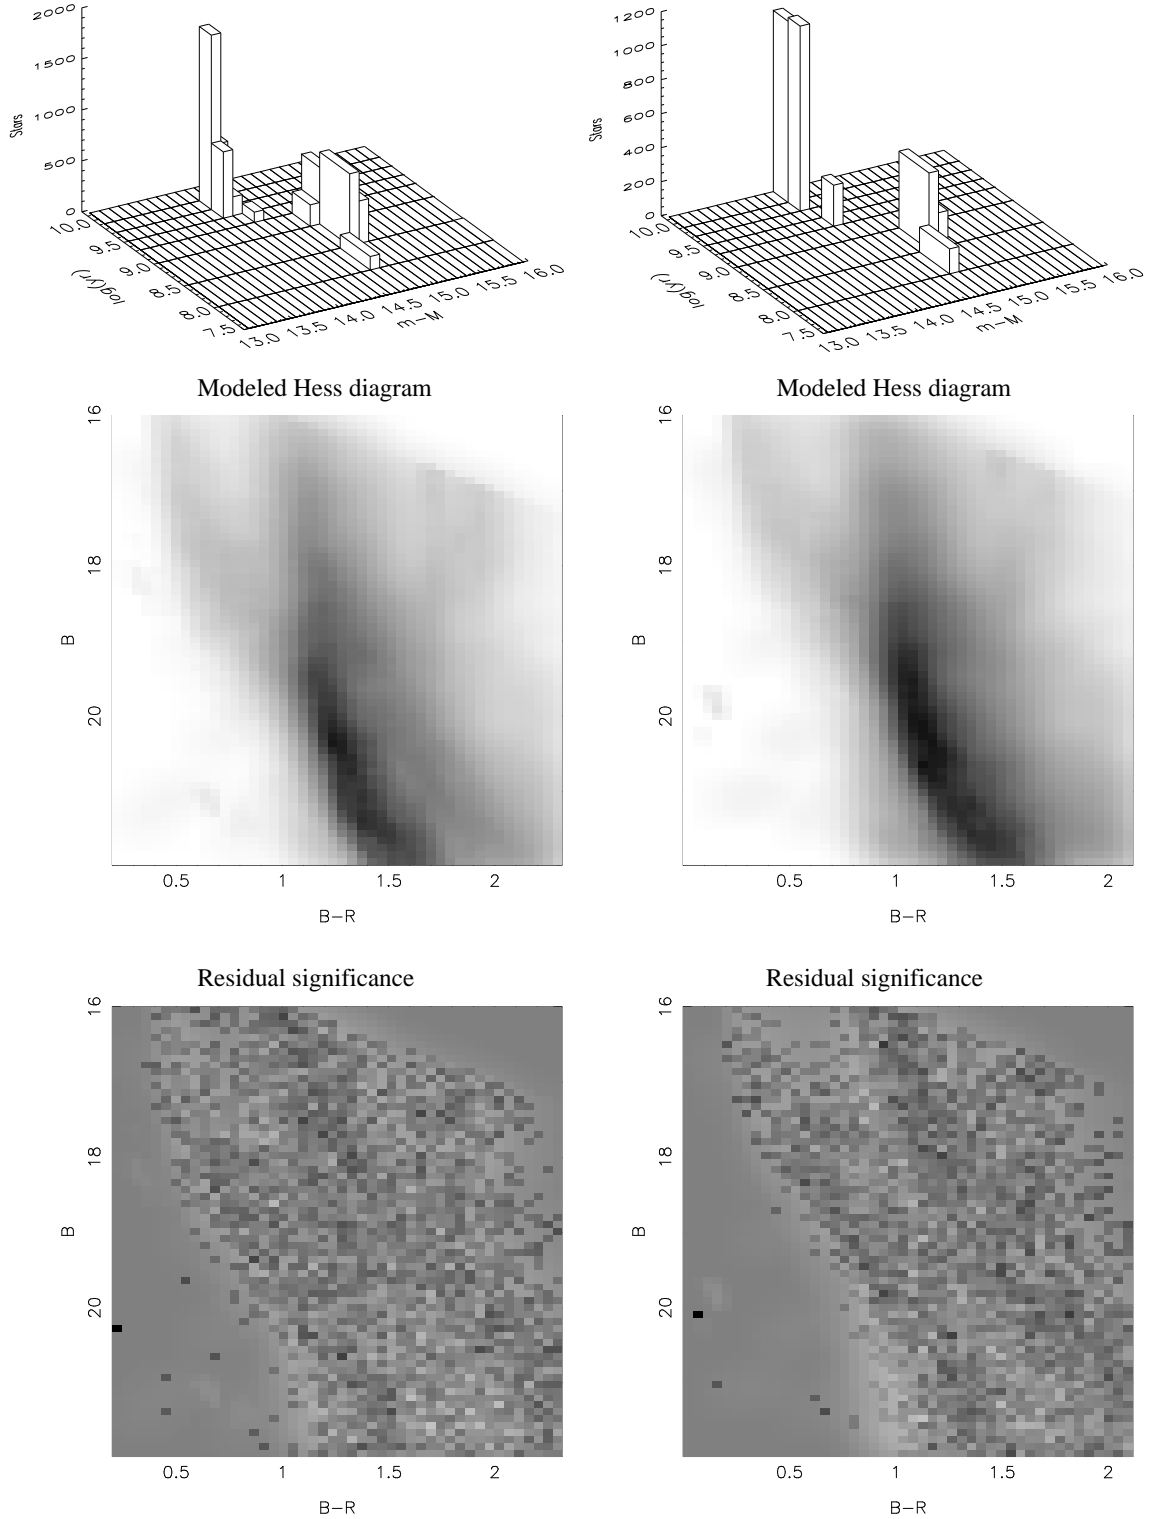 2000
1500
1000
500
0
Stars
10.0
9.5
9.0
8.5
8.0
7.5
log(yr)
13.0
13.5
14.0
14.5
15.0
15.5
16.0
m-M
1200
1000
800
600
400
200
0
Stars
10.0
9.5
9.0
8.5
8.0
7.5
log(yr)
13.0
13.5
14.0
14.5
15.0
15.5
16.0
m-M
Modeled Hess diagram
16
18
20
B
0.5 1 1.5 2
B-R
Modeled Hess diagram
16
18
20
B
0.5 1 1.5 2
B-R
Residual significance
16
18
20
B
0.5 1 1.5 2
B-R
Residual significance
16
18
20
B
0.5 1 1.5 2
B-R